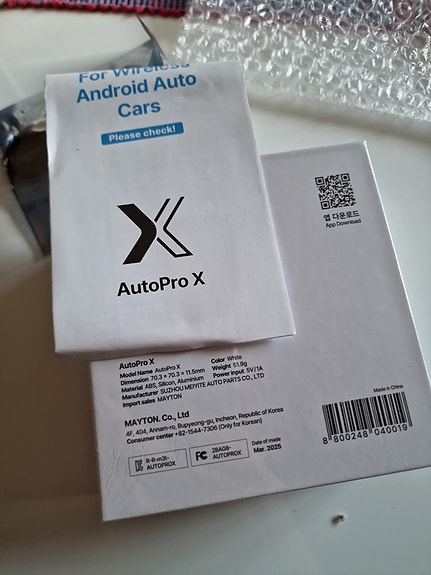 For Wireless
Android Auto
Cars
Please check!
AutoPro X
앱 다운로드
App Download
AutoPro X
Model Name AutoPro X
Color White
Dimension 70.3 × 70.3 × 11.5mm
Weight 51.9g
Material ABS, Silicon, Aluminium
Power input 5V/1A
Manufacturer SUZHOU MEIYITE AUTO PARTS CO., LTD
Import sales MAYTON
MAYTON. Co., Ltd
4F, 404, Annam-ro, Bupyeong-gu, Incheon, Republic of Korea
Consumer center +82-1544-7306 (Only for Korean)
R-R-m3t-
AUTOPROX
FC
2BAG8-
AUTOPROX
Date of made
Mar. 2025
Made in China
8 800248 040019